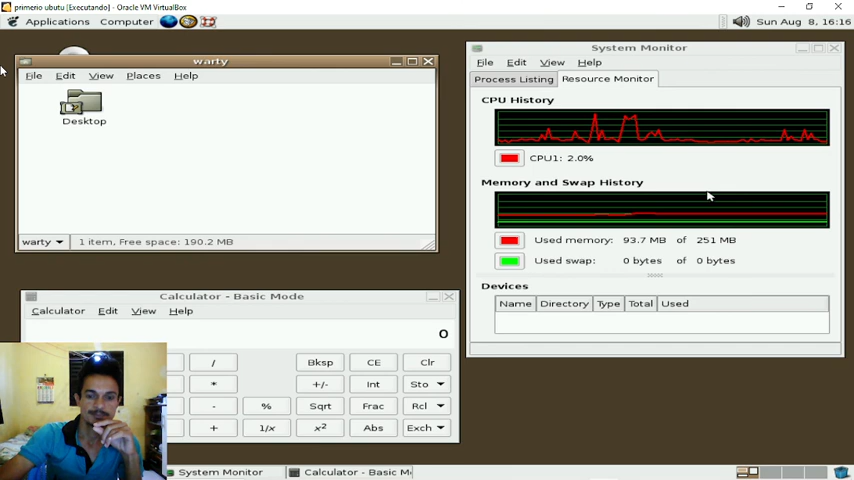 primerio ubutu [Executando] - Oracle VM VirtualBox
Applications Computer Sun Aug 8, 16:16
warty
File Edit View Places Help
Desktop
warty 1 item, Free space: 190.2 MB
System Monitor
File Edit View Help
Process Listing Resource Monitor
CPU History
CPU1: 2.0%
Memory and Swap History
Used memory: 93.7 MB of 251 MB
Used swap: 0 bytes of 0 bytes
Devices
Name Directory Type Total Used
Calculator - Basic Mode
Calculator Edit View Help
0
/ Bksp CE Clr
* +/- Int Sto
- % Sqrt Frac Rcl
+ 1/x x² Abs Exch
System Monitor Calculator - Basic M